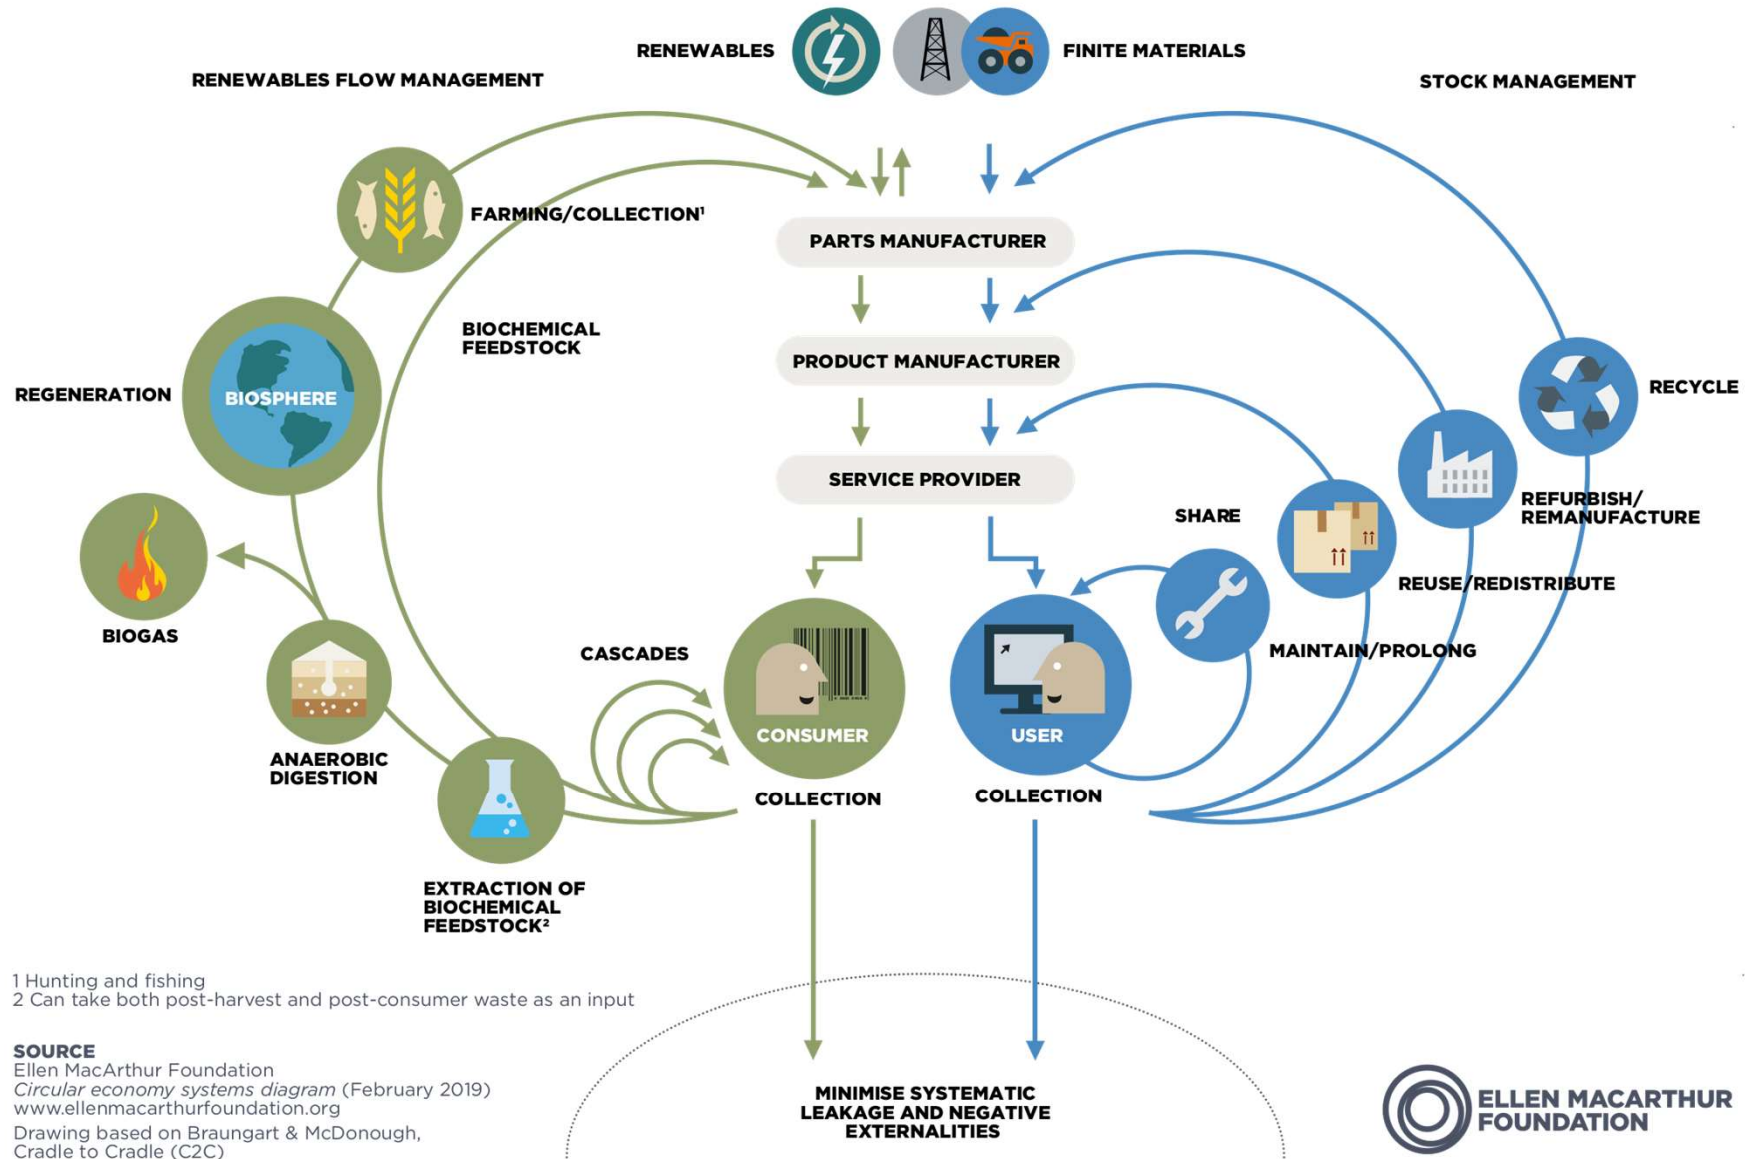 RENEWABLES
FINITE MATERIALS
RENEWABLES FLOW MANAGEMENT
STOCK MANAGEMENT
FARMING/COLLECTION¹
PARTS MANUFACTURER
BIOCHEMICAL
FEEDSTOCK
PRODUCT MANUFACTURER
REGENERATION
BIOSPHERE
RECYCLE
SERVICE PROVIDER
SHARE
REFURBISH/
REMANUFACTURE
REUSE/REDISTRIBUTE
BIOGAS
CASCADES
MAINTAIN/PROLONG
CONSUMER
USER
ANAEROBIC
DIGESTION
COLLECTION
COLLECTION
EXTRACTION OF
BIOCHEMICAL
FEEDSTOCK²
1 Hunting and fishing
2 Can take both post-harvest and post-consumer waste as an input
SOURCE
Ellen MacArthur Foundation
Circular economy systems diagram (February 2019)
www.ellenmacarthurfoundation.org
Drawing based on Braungart & McDonough,
Cradle to Cradle (C2C)
MINIMISE SYSTEMATIC
LEAKAGE AND NEGATIVE
EXTERNALITIES
ELLEN MACARTHUR
FOUNDATION